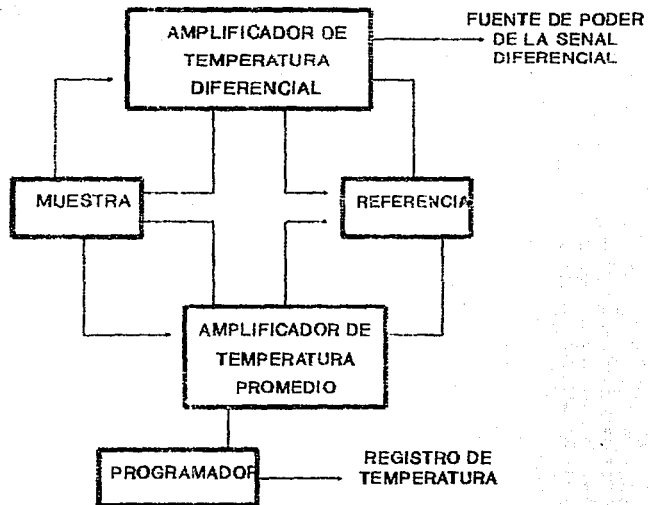 AMPLIFICADOR DE
TEMPERATURA
DIFERENCIAL
FUENTE DE PODER
DE LA SENAL
DIFERENCIAL
MUESTRA
REFERENCIA
AMPLIFICADOR DE
TEMPERATURA
PROMEDIO
PROGRAMADOR
REGISTRO DE
TEMPERATURA